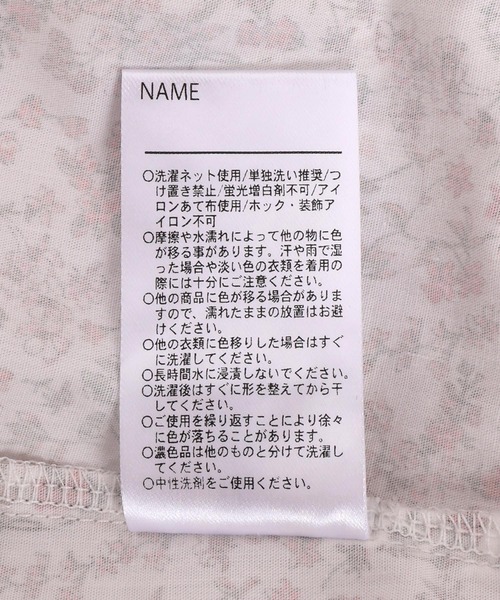 NAME
○洗濯ネット使用/単独洗い推奨/つ
け置き禁止/蛍光増白剤不可/アイ
ロンあて布使用/ホック・装飾ア
イロン不可
○摩擦や水濡れによって他の物に色
が移る事があります。汗や雨で湿
った場合や淡い色の衣類を着用の
際には十分にご注意ください。
○他の商品に色が移る場合がありま
すので、濡れたままの放置はお避
けください。
○他の衣類に色移りした場合はすぐ
に洗濯してください。
○長時間水に浸漬しないでください。
○洗濯後はすぐに形を整えてから干
してください。
○ご使用を繰り返すことにより徐々
に色が落ちることがあります。
○濃色品は他のものと分けて洗濯し
てください。
○中性洗剤をご使用ください。